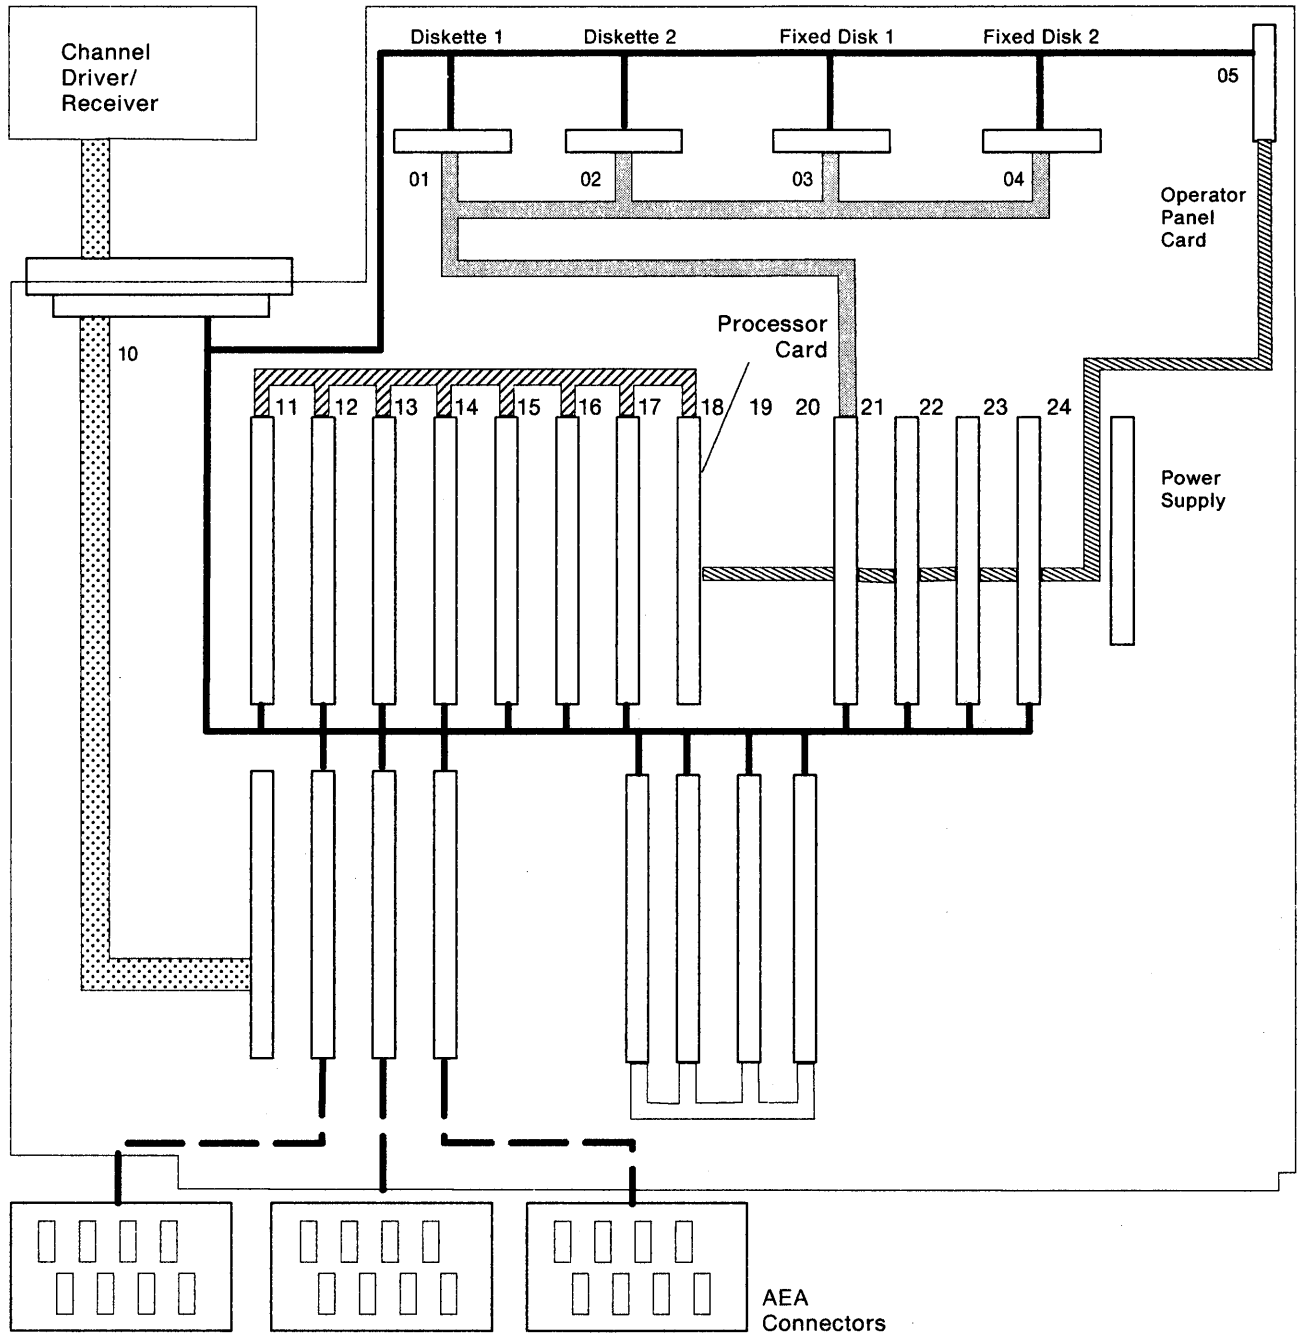 Channel
Driver/
Receiver
Diskette 1
Diskette 2
Fixed Disk 1
Fixed Disk 2
05
01
02
03
04
Operator
Panel
Card
10
Processor
Card
11
12
13
14
15
16
17
18
19
20
21
22
23
24
Power
Supply
AEA
Connectors